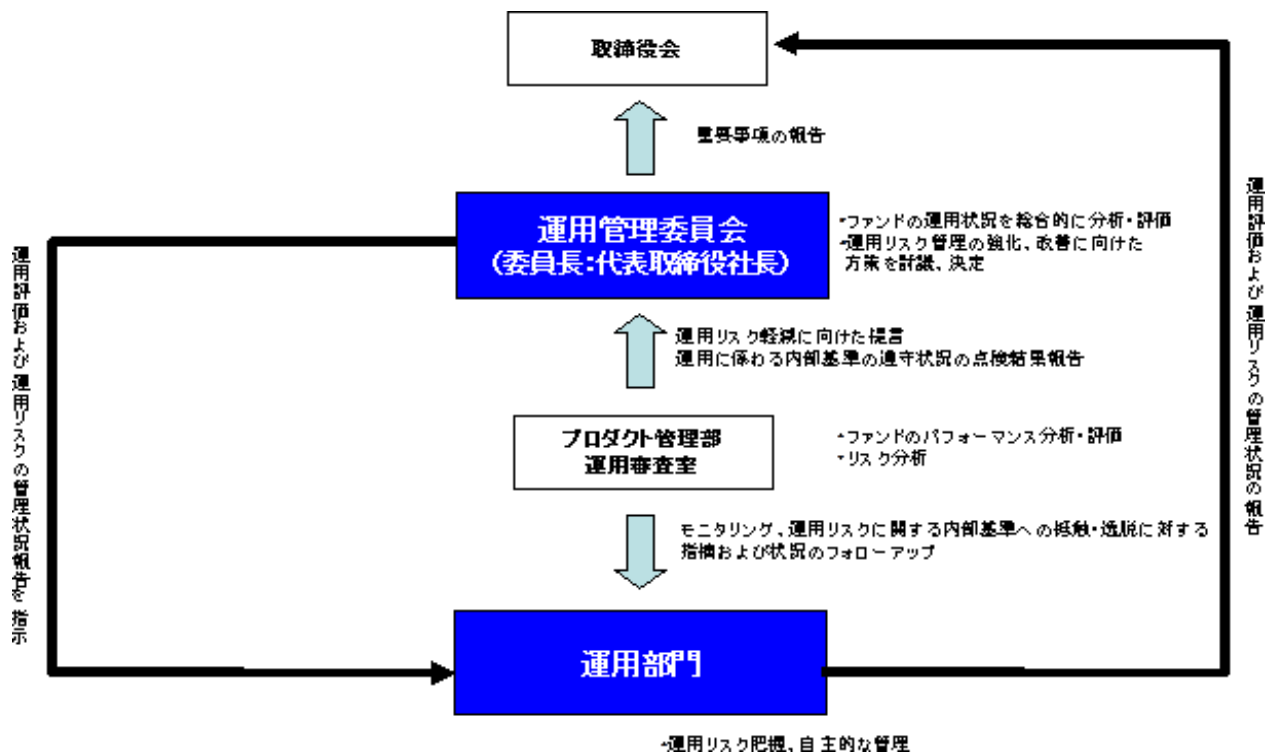 取締役会
重要事項の報告
運用管理委員会
(委員長:代表取締役社長)
・ファンドの運用状況を総合的に分析・評価
・運用リスク管理の強化、改善に向けた
方策を討議、決定
運用リスク軽減に向けた提言
運用に係わる内部基準の遵守状況の点検結果報告
プロダクト管理部
運用審査室
・ファンドのパフォーマンス分析・評価
・リスク分析
モニタリング、運用リスクに関する内部基準への抵触・逸脱に対する
指摘および状況のフォローアップ
運用部門
・運用リスク把握、自主的な管理
運用評価および運用リスクの管理状況報告を指示
運用評価および運用リスクの管理状況の報告